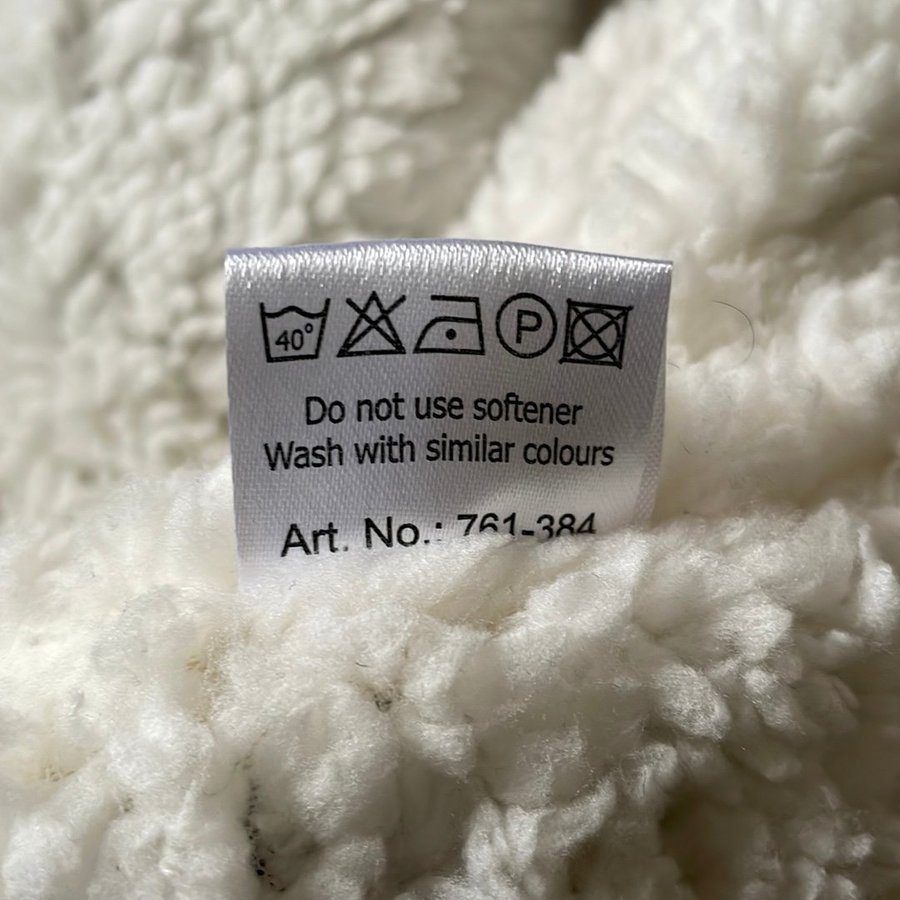 40°
P
Do not use softener
Wash with similar colours
Art. No.: 761-384